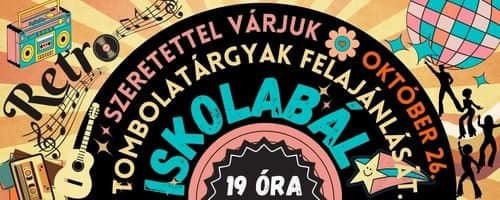 Retro
SZERETETTEL VÁRJUK
TOMBOLATÁRGYAK FELAJÁNLÁSÁT.
OKTÓBER 26.
ISKOLABÁL
19 ÓRA